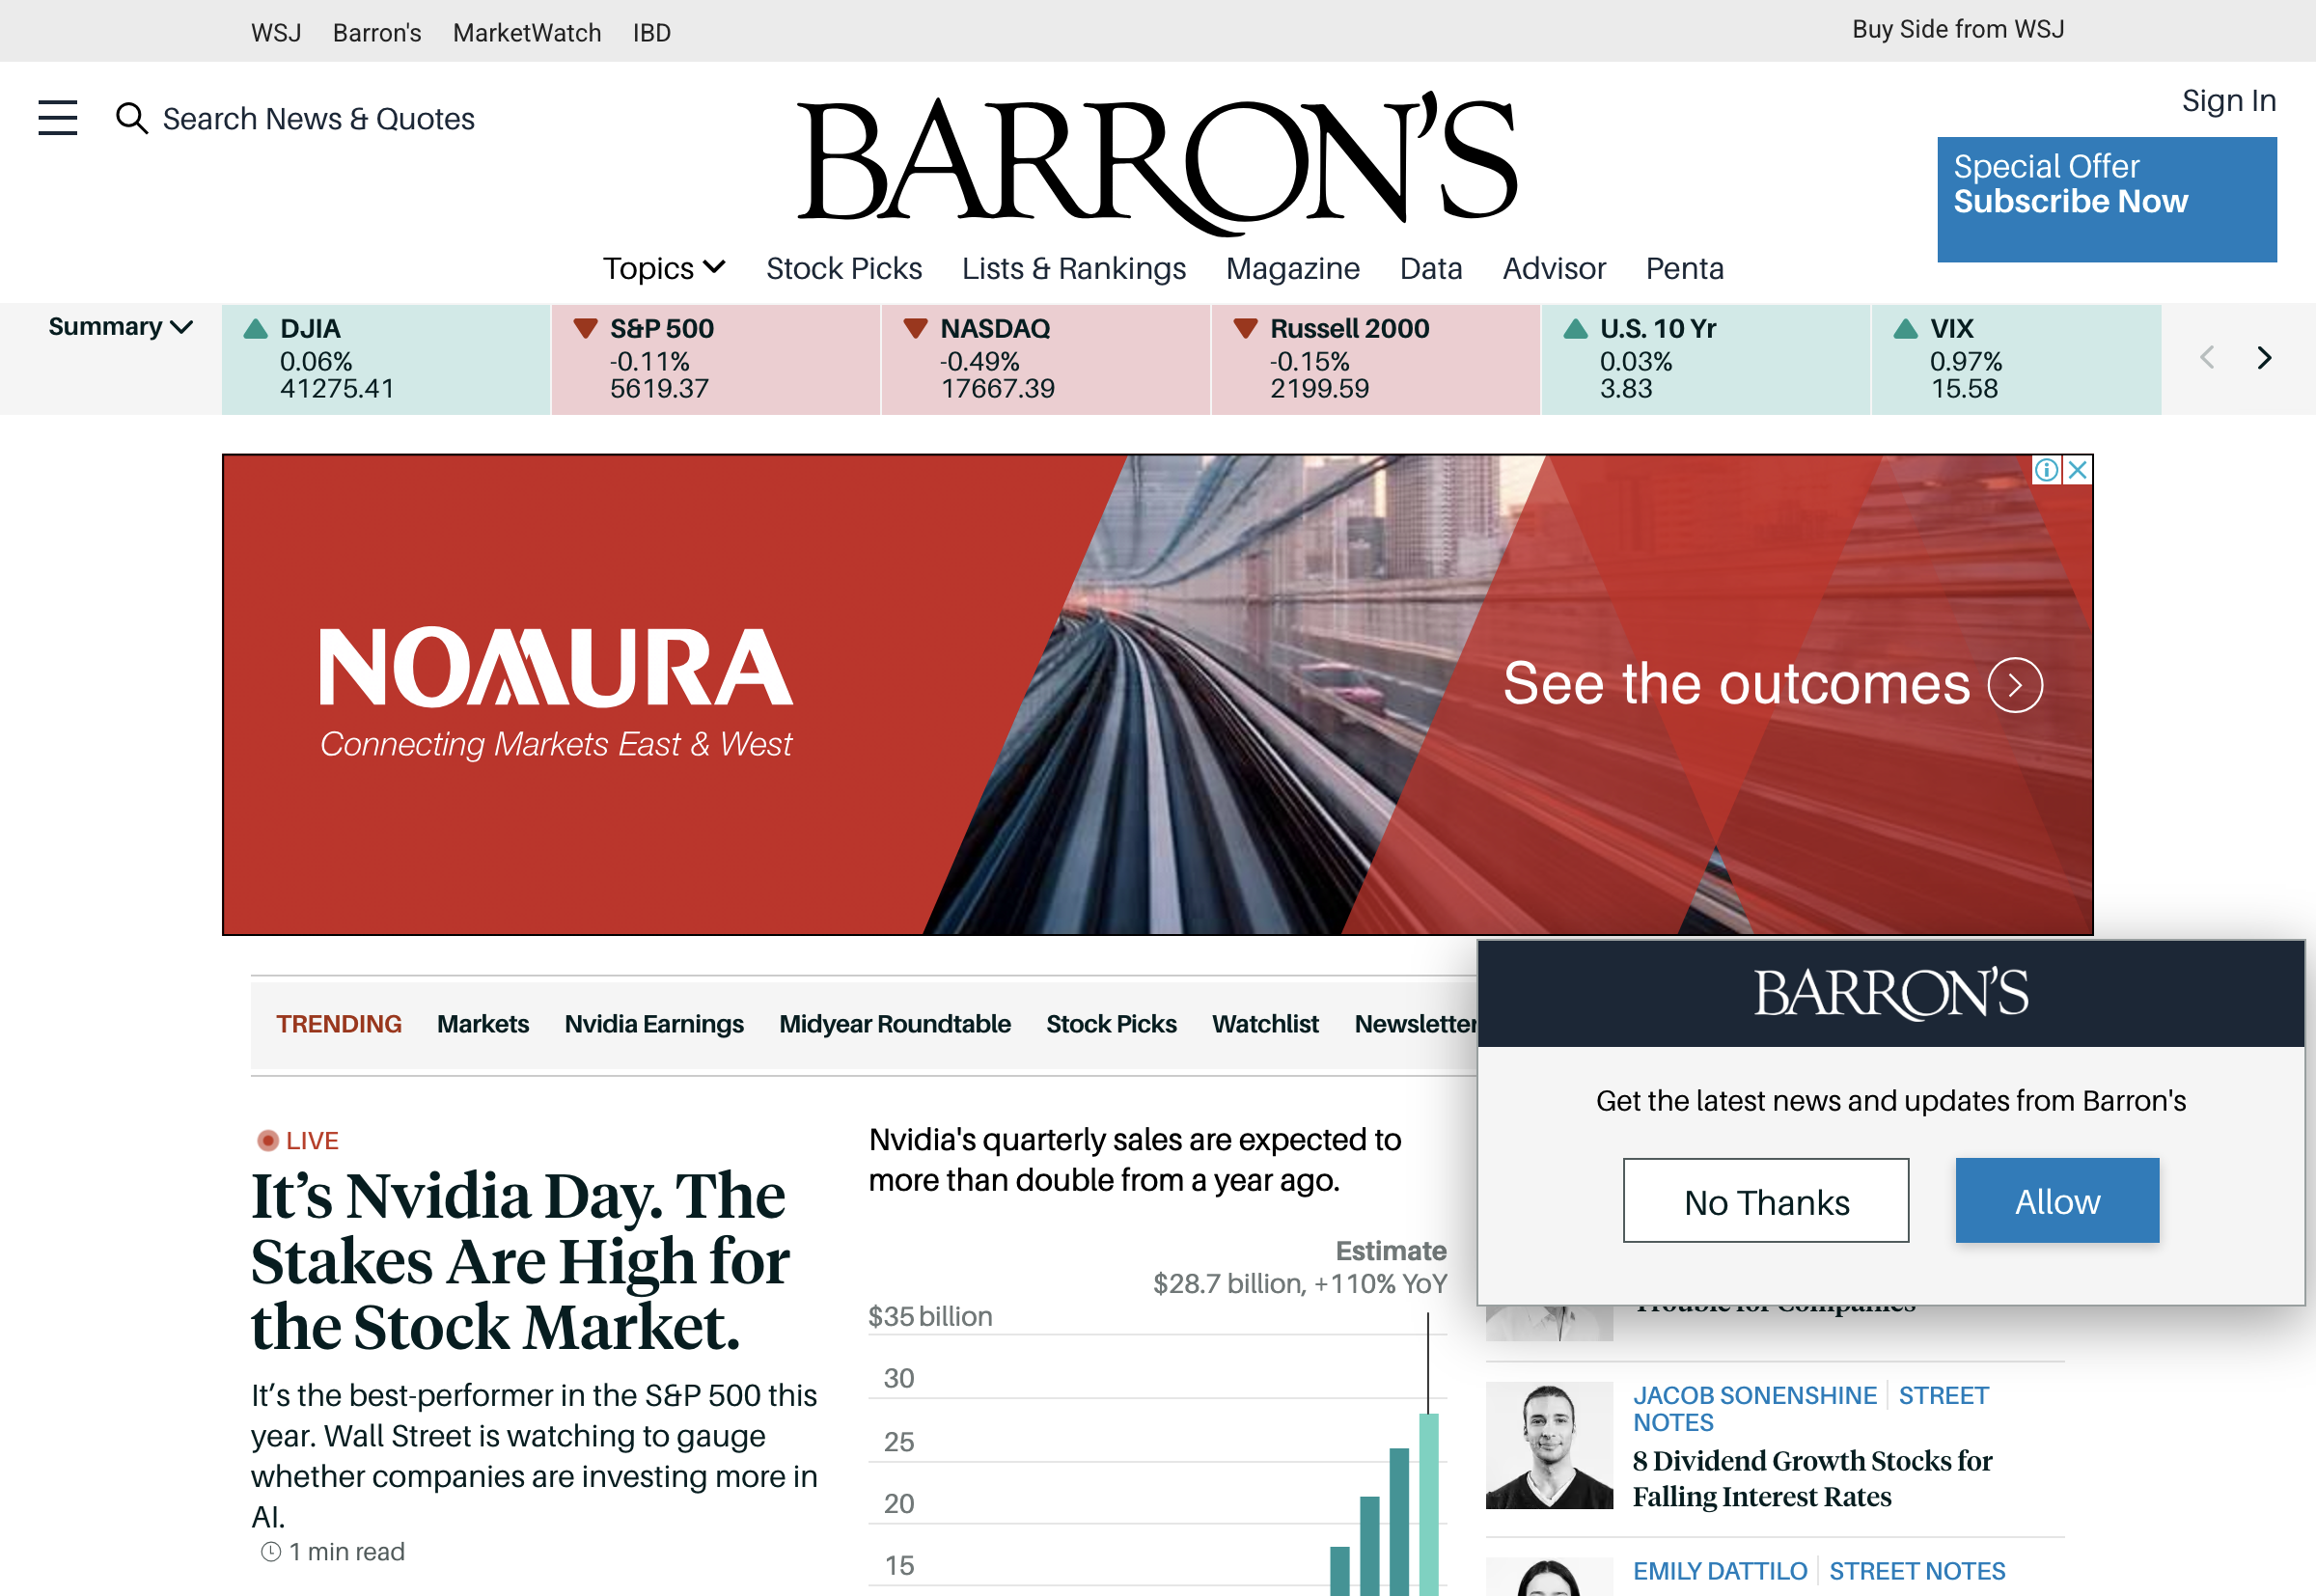 WSJ Barron's MarketWatch IBD Buy Side from WSJ
Search News & Quotes
BARRON'S
Sign In
Special Offer
Subscribe Now
Topics Stock Picks Lists & Rankings Magazine Data Advisor Penta
Summary
DJIA
0.06%
41275.41
S&P 500
-0.11%
5619.37
NASDAQ
-0.49%
17667.39
Russell 2000
-0.15%
2199.59
U.S. 10 Yr
0.03%
3.83
VIX
0.97%
15.58
NOMURA
Connecting Markets East & West
See the outcomes
TRENDING Markets Nvidia Earnings Midyear Roundtable Stock Picks Watchlist Newsletter
LIVE
It’s Nvidia Day. The
Stakes Are High for
the Stock Market.
It’s the best-performer in the S&P 500 this
year. Wall Street is watching to gauge
whether companies are investing more in
AI.
1 min read
Nvidia's quarterly sales are expected to
more than double from a year ago.
Estimate
$28.7 billion, +110% YoY
$35 billion
30
25
20
15
BARRON'S
Get the latest news and updates from Barron's
No Thanks
Allow
Trouble for Companies
JACOB SONENSHINE STREET
NOTES
8 Dividend Growth Stocks for
Falling Interest Rates
EMILY DATTILO STREET NOTES